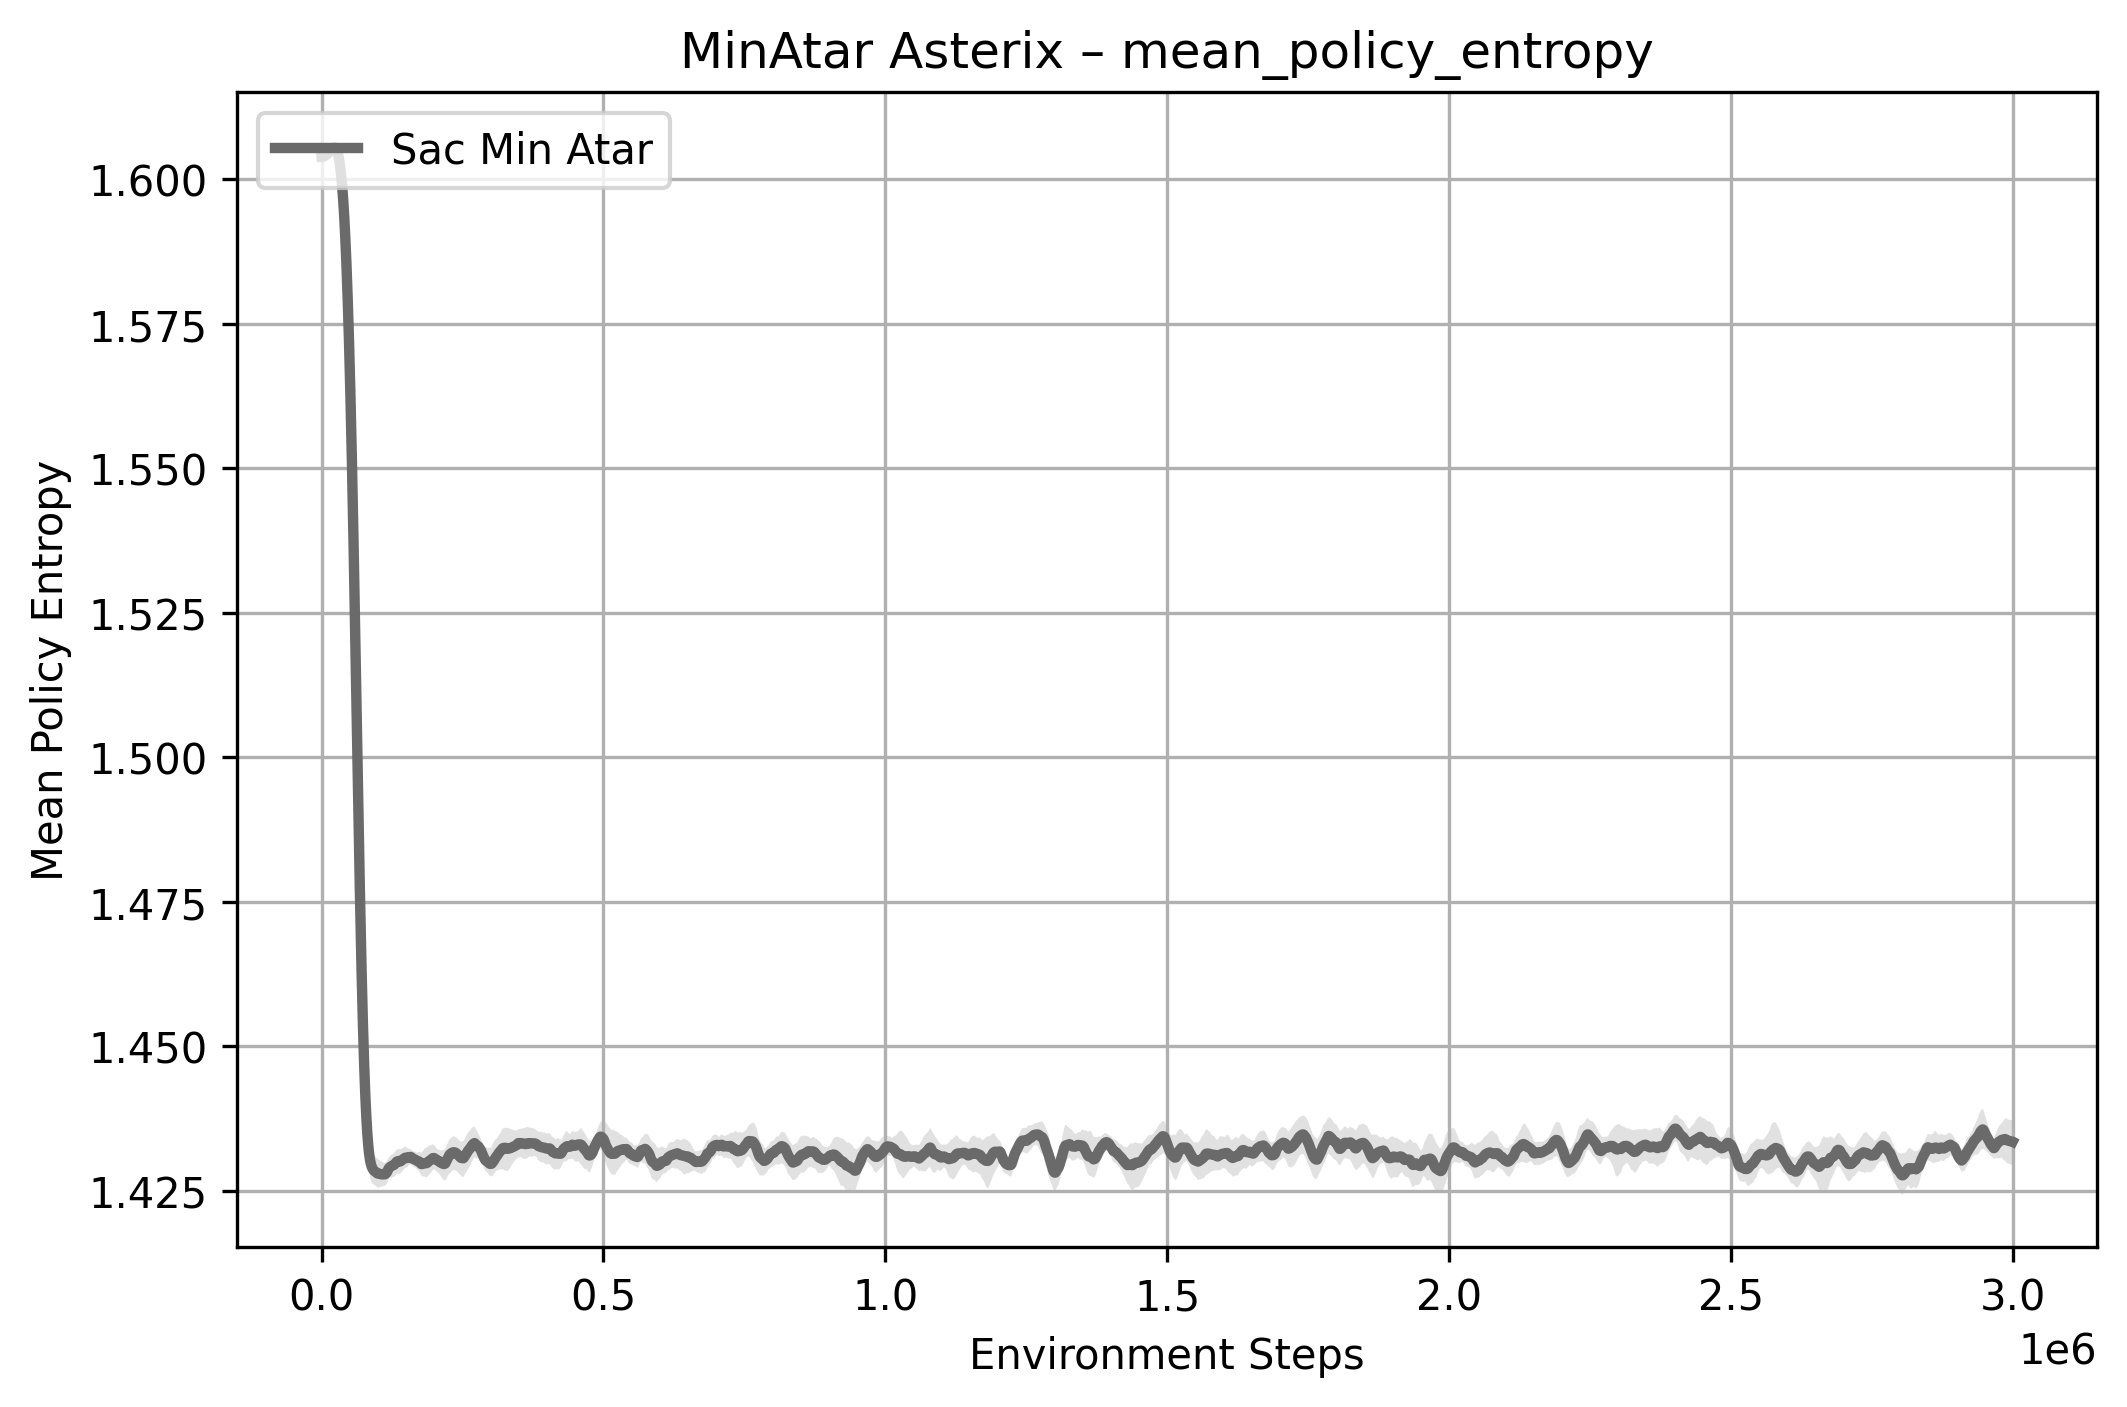 MinAtar Asterix – mean_policy_entropy
Sac Min Atar
Mean Policy Entropy
1.600
1.575
1.550
1.525
1.500
1.475
1.450
1.425
0.0 0.5 1.0 1.5 2.0 2.5 3.0
1e6
Environment Steps